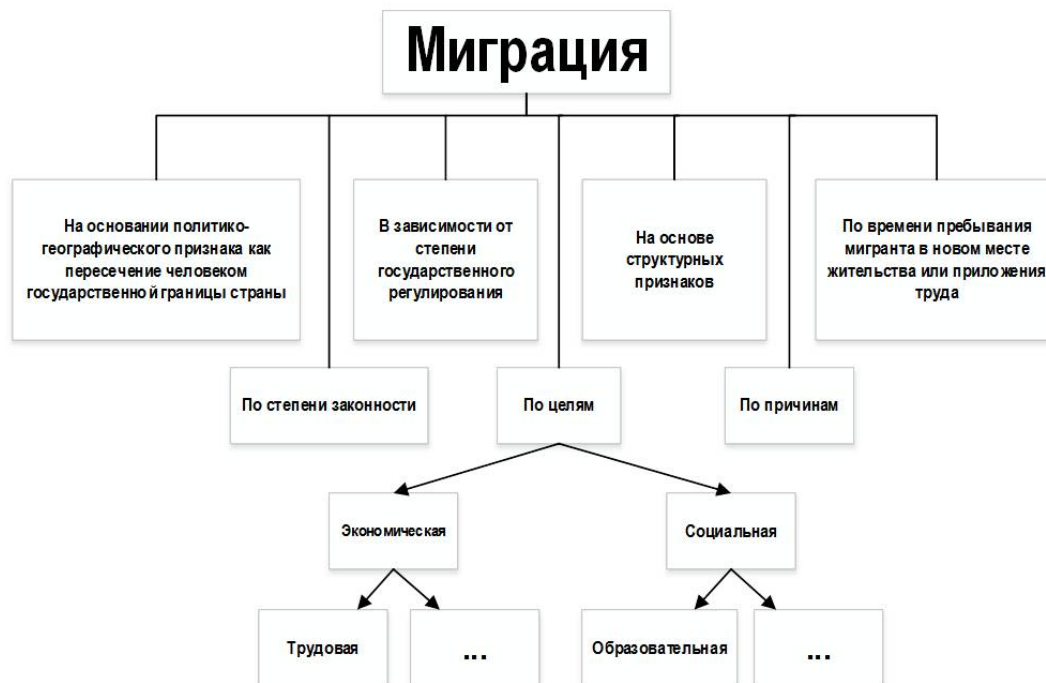 Миграция
На основании политико-
географического признака как
пересечение человеком
государственной границы страны
В зависимости от
степени
государственного
регулирования
На основе
структурных
признаков
По времени пребывания
мигранта в новом месте
жительства или приложения
труда
По степени законности
По целям
По причинам
Экономическая
Социальная
Трудовая
...
Образовательная
...